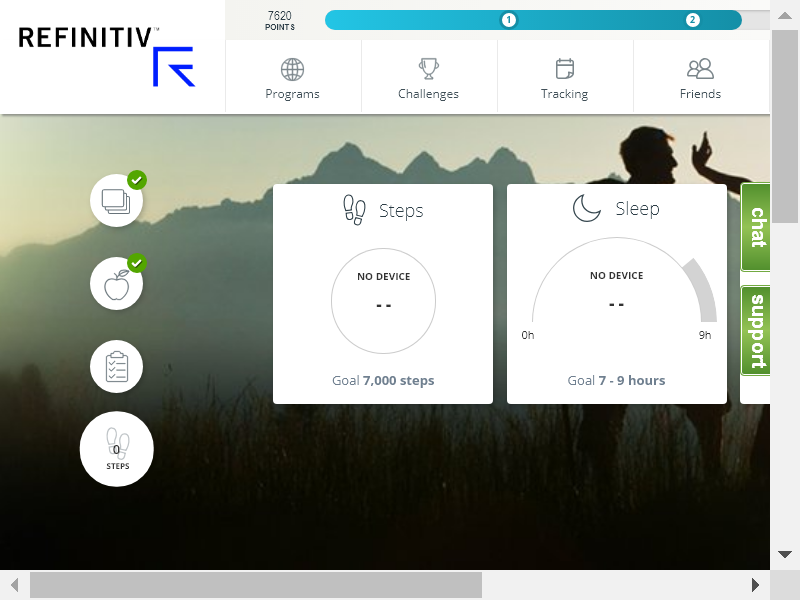 REFINITIV™
7620
POINTS
1
2
Programs
Challenges
Tracking
Friends
Steps
NO DEVICE
--
Goal 7,000 steps
Sleep
NO DEVICE
--
0h
9h
Goal 7 - 9 hours
chat
support
0
STEPS